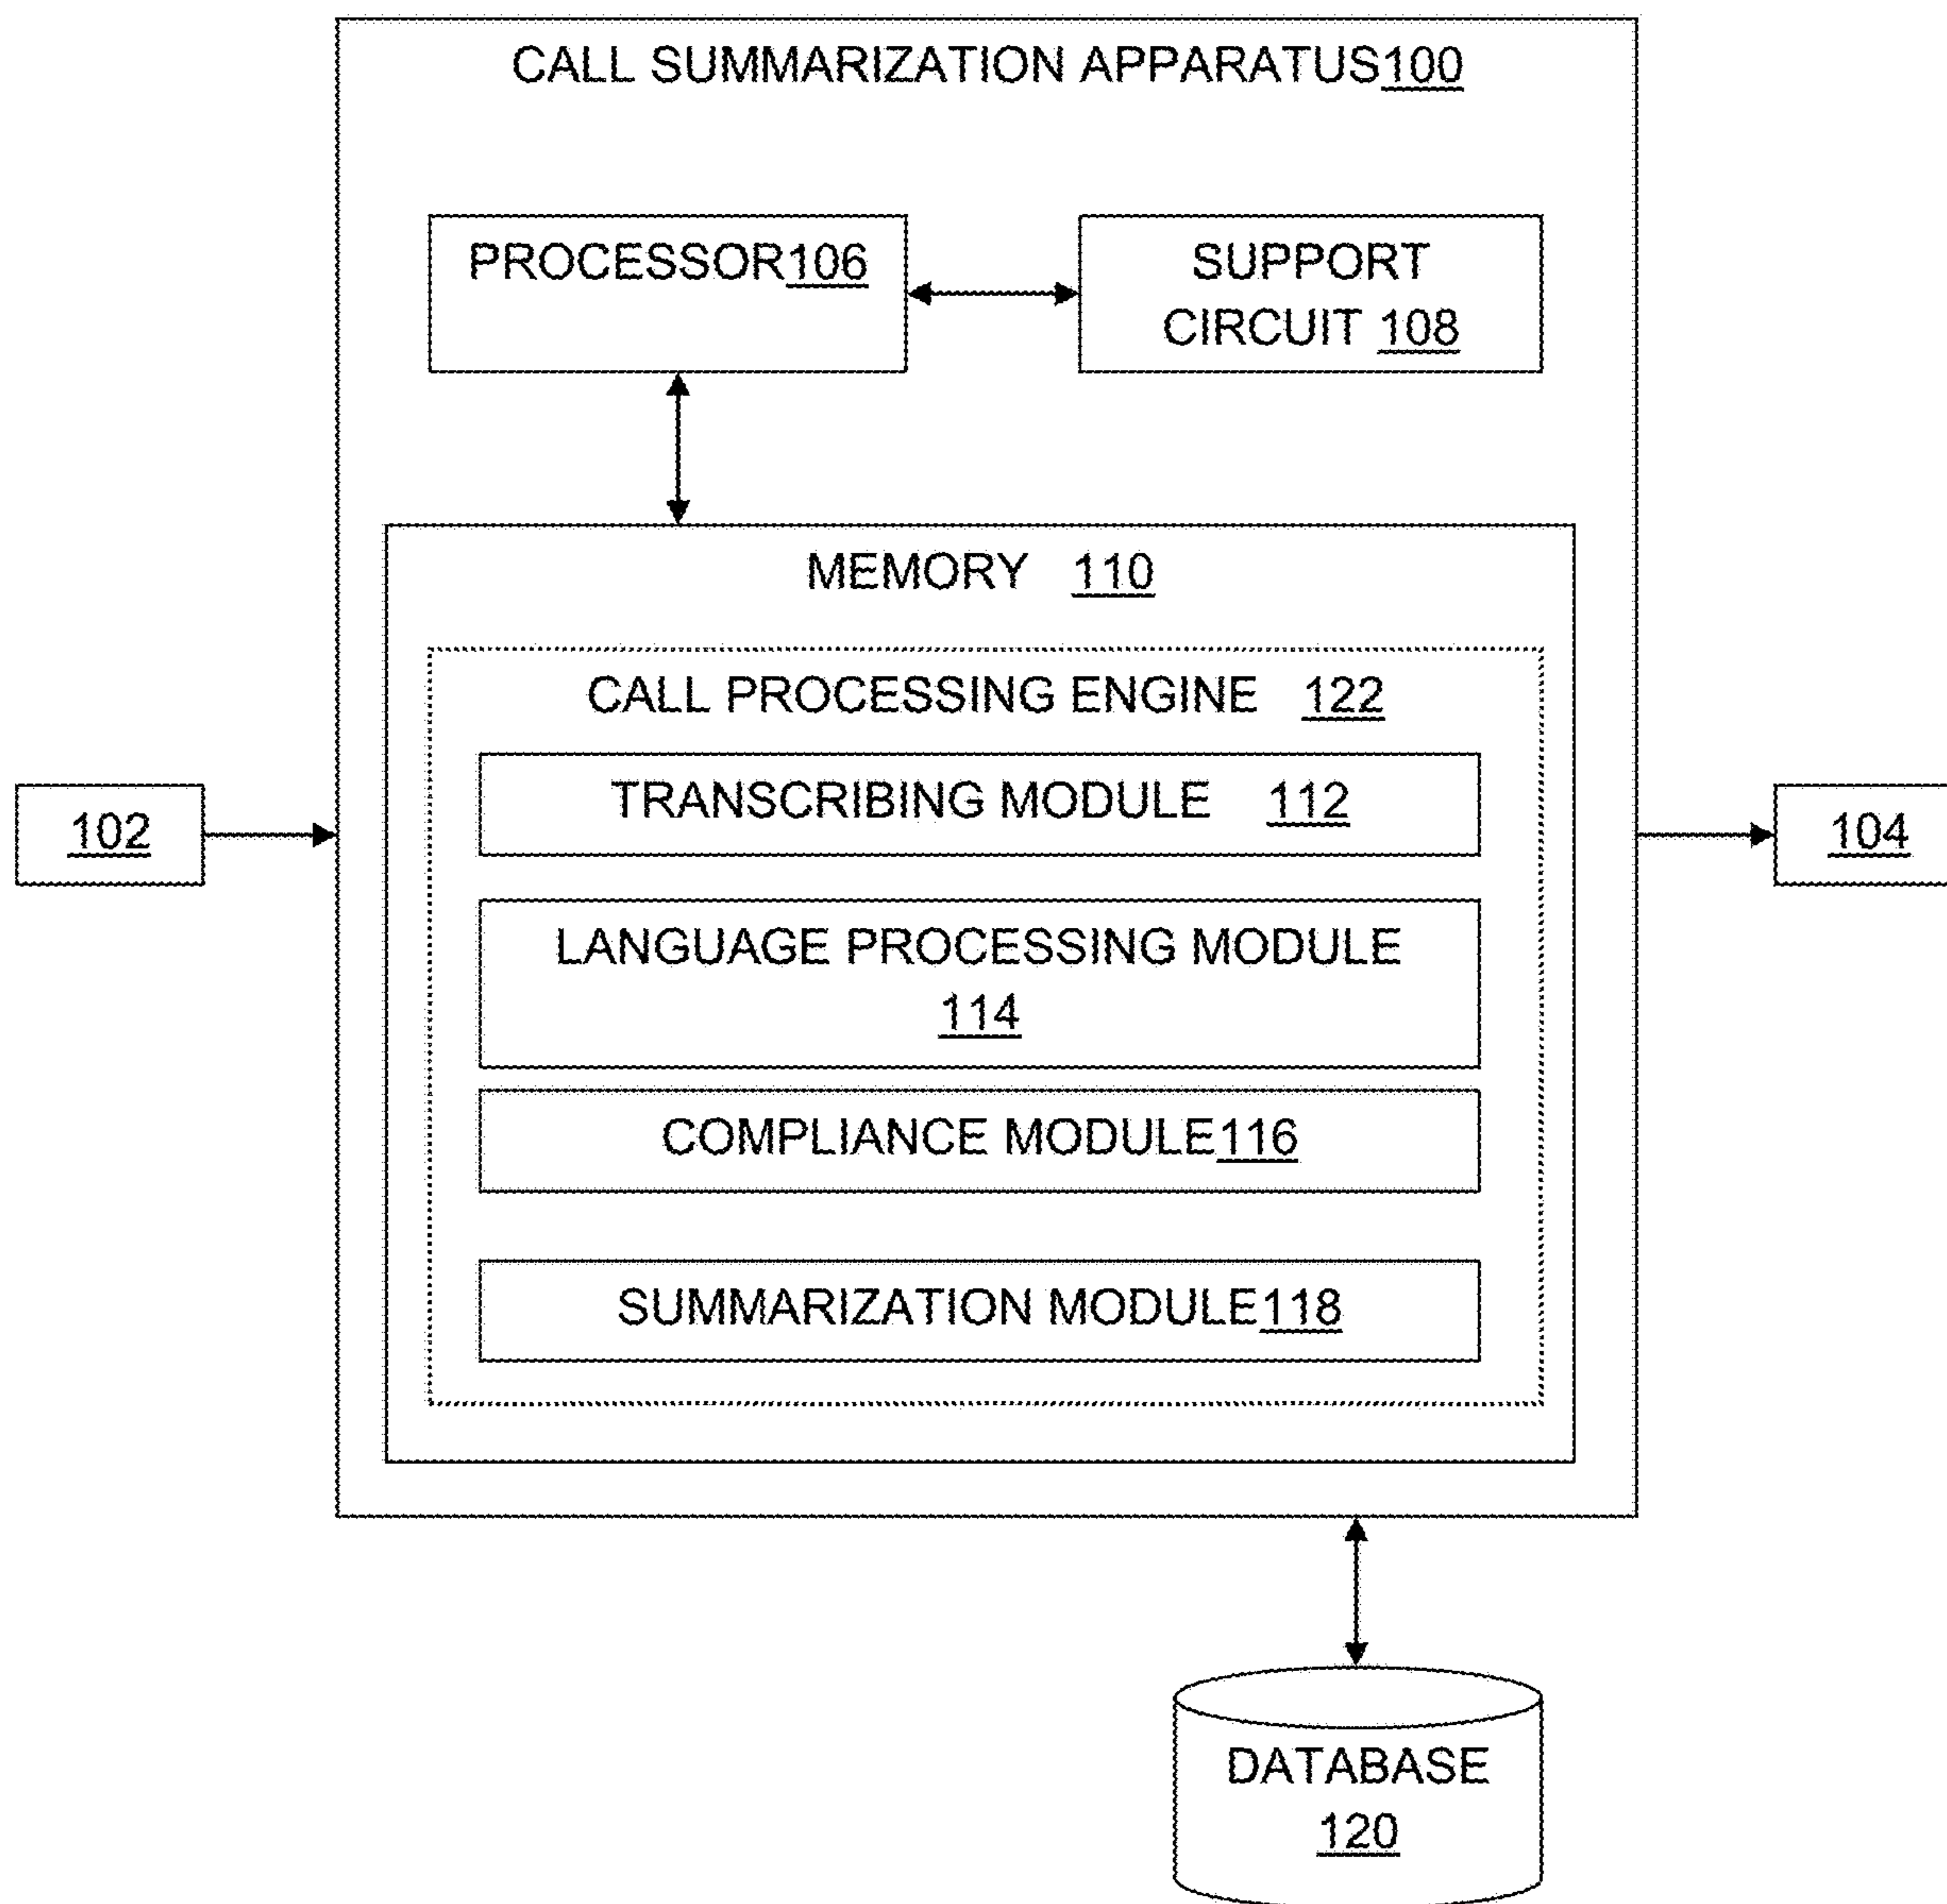 CALL SUMMARIZATION APPARATUS100
PROCESSOR106
SUPPORT
CIRCUIT 108
MEMORY 110
CALL PROCESSING ENGINE 122
TRANSCRIBING MODULE 112
102
104
LANGUAGE PROCESSING MODULE
114
COMPLIANCE MODULE116
SUMMARIZATION MODULE118
DATABASE
120